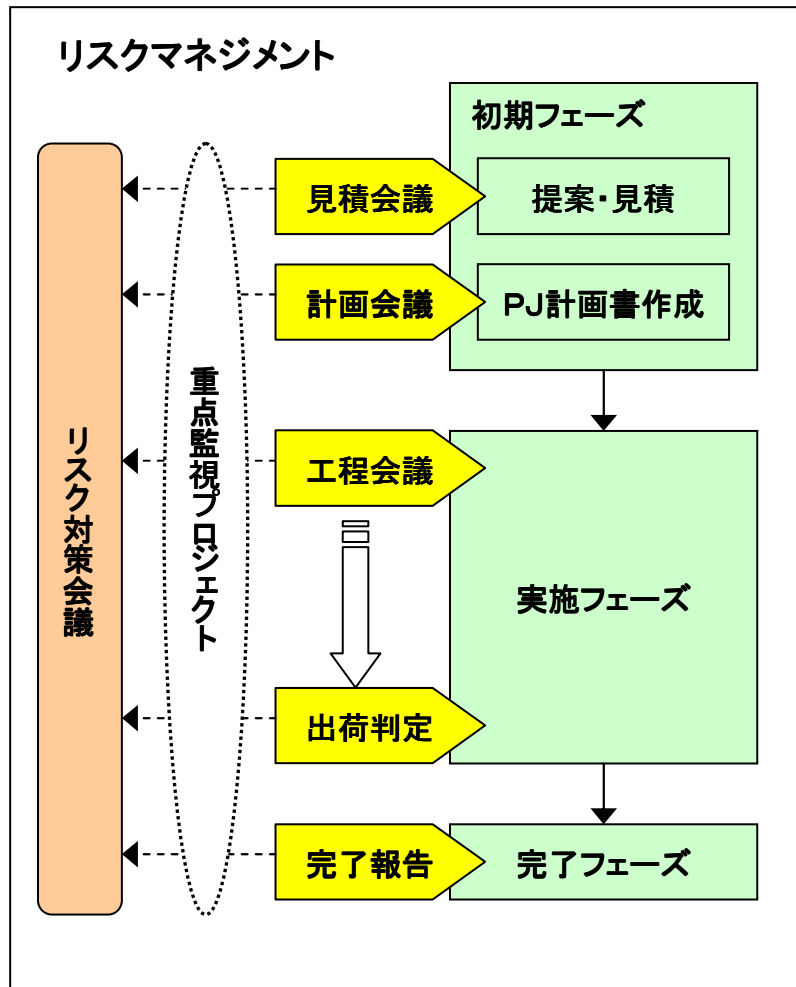 リスクマネジメント
初期フェーズ
見積会議
提案・見積
計画会議
PJ計画書作成
重点監視プロジェクト
リスク対策会議
工程会議
実施フェーズ
出荷判定
完了報告
完了フェーズ